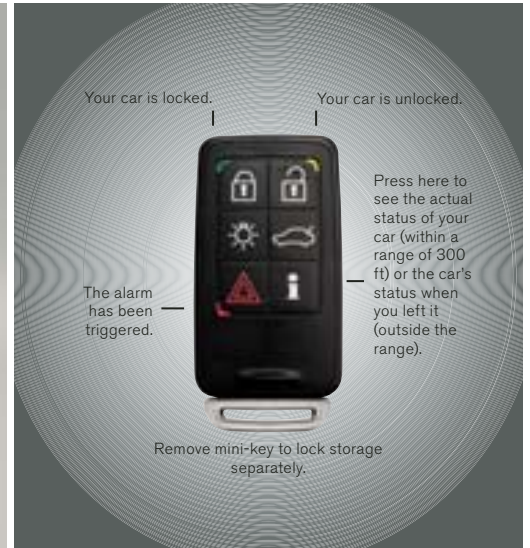 Your car is locked.
Your car is unlocked.
Press here to
see the actual
status of your
car (within a
range of 300
ft) or the car's
status when
you left it
(outside the
range).
The alarm
has been
triggered.
i
Remove mini-key to lock storage
separately.